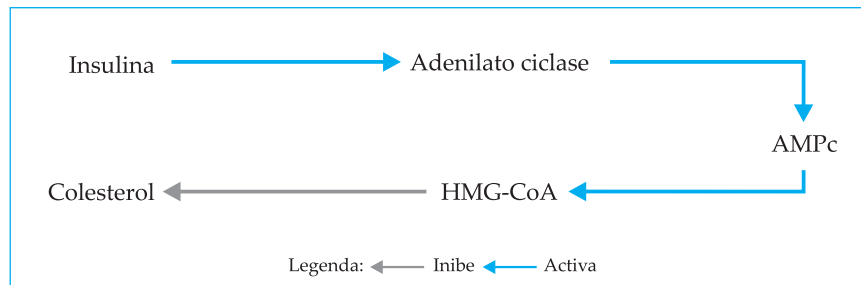 Insulina Adenilato ciclase
AMPc
Colesterol HMG-CoA
Legenda: Inibe Activa